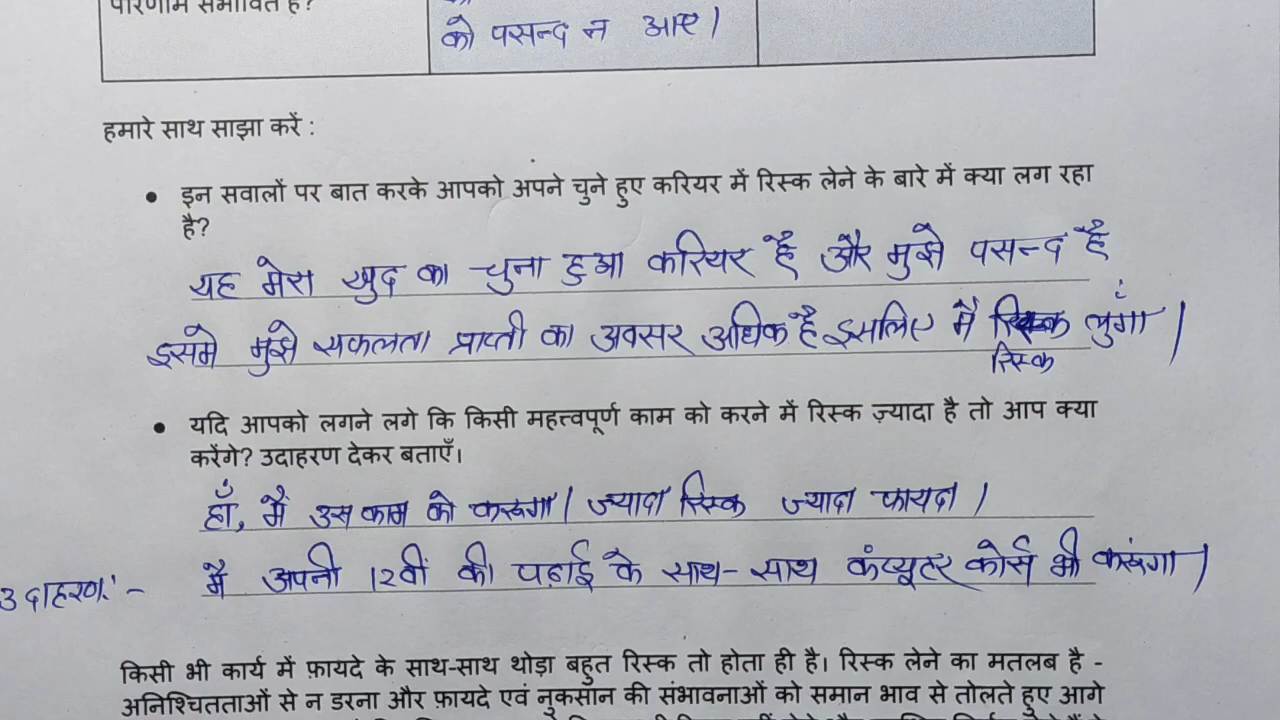 परिणाम संभावित है?
को पसन्द न आए।
हमारे साथ साझा करें :
• इन सवालों पर बात करके आपको अपने चुने हुए करियर में रिस्क लेने के बारे में क्या लग रहा
है?
यह मेरा खुद का चुना हुआ करियर है और मुझे पसन्द है
इसमे मुझे सफलता प्राप्ती का अवसर अधिक है इसलिए मैं लुंगा।
रिस्क
• यदि आपको लगने लगे कि किसी महत्त्वपूर्ण काम को करने में रिस्क ज़्यादा है तो आप क्या
करेंगे? उदाहरण देकर बताएँ।
हाँ, मैं उस काम को करूगा। ज्यादा रिस्क ज्यादा फायदा।
उदाहरण:- मै अपनी 12वीं की पढ़ाई के साथ-साथ कंप्यूटर कोर्स भी करूंगा।
किसी भी कार्य में फ़ायदे के साथ-साथ थोड़ा बहुत रिस्क तो होता ही है। रिस्क लेने का मतलब है -
अनिश्चितताओं से न डरना और फ़ायदे एवं नुकसान की संभावनाओं को समान भाव से तोलते हुए आगे